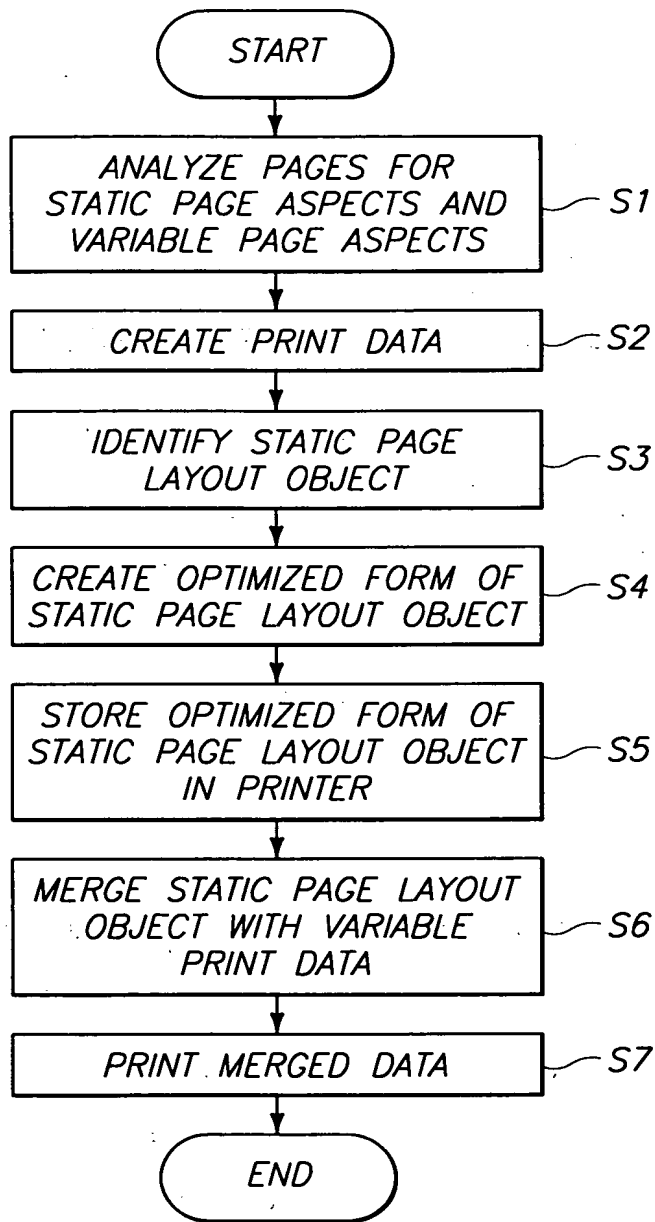 START
ANALYZE PAGES FOR
STATIC PAGE ASPECTS AND
VARIABLE PAGE ASPECTS
S1
CREATE PRINT DATA
S2
IDENTIFY STATIC PAGE
LAYOUT OBJECT
S3
CREATE OPTIMIZED FORM OF
STATIC PAGE LAYOUT OBJECT
S4
STORE OPTIMIZED FORM OF
STATIC PAGE LAYOUT OBJECT
IN PRINTER
S5
MERGE STATIC PAGE LAYOUT
OBJECT WITH VARIABLE
PRINT DATA
S6
PRINT MERGED DATA
S7
END